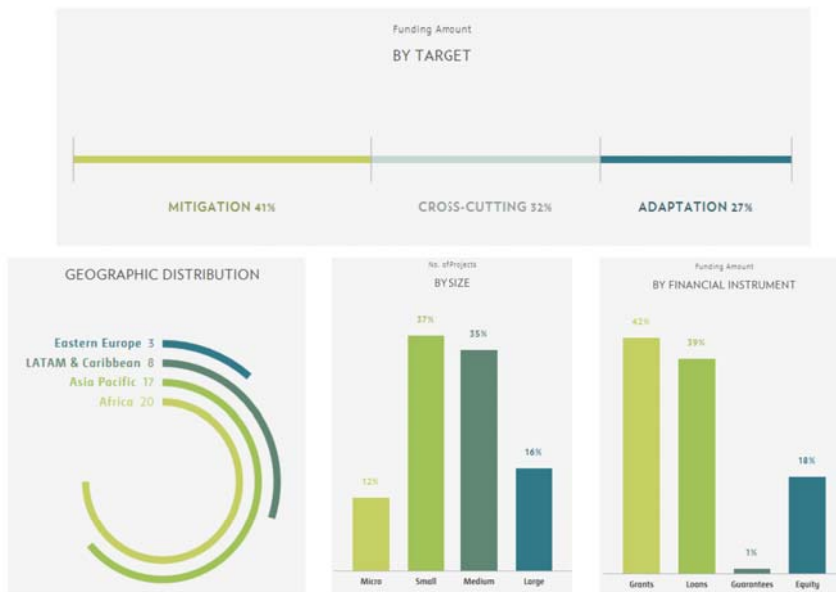 Funding Amount
BY TARGET
MITIGATION 41%
CROSS-CUTTING 32%
ADAPTATION 27%
GEOGRAPHIC DISTRIBUTION
Eastern Europe 3
LATAM & Caribbean 8
Asia Pacific 17
Africa 20
No. of Projects
BY SIZE
37%
35%
16%
12%
Micro
Small
Medium
Large
Funding Amount
BY FINANCIAL INSTRUMENT
42%
39%
18%
1%
Grants
Loans
Guarantees
Equity